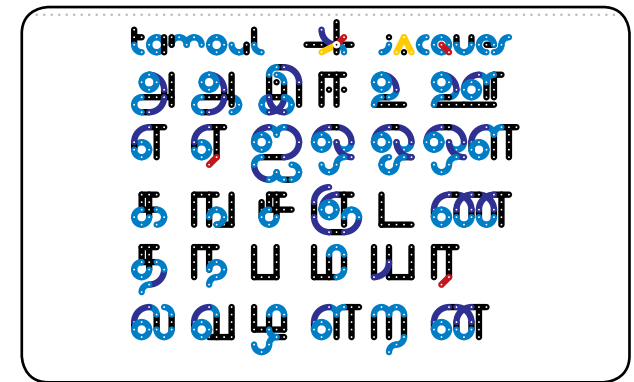 tamoul jacques
அ ஆ இ ஈ உ ஊ
எ ஏ ஐ ஒ ஓ ஔ
க ங ச ஞ ட ண
த ந ப ம ய ர
ல வ ழ ள ற ன